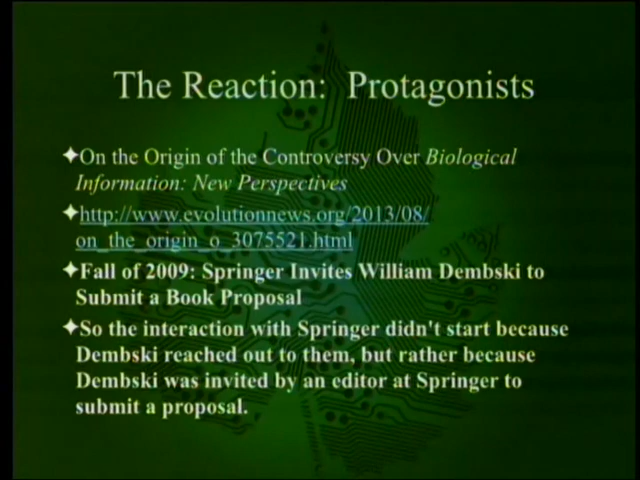 The Reaction: Protagonists
✦On the Origin of the Controversy Over Biological
Information: New Perspectives
✦http://www.evolutionnews.org/2013/08/
on_the_origin_o_3075521.html
✦Fall of 2009: Springer Invites William Dembski to
Submit a Book Proposal
✦So the interaction with Springer didn't start because
Dembski reached out to them, but rather because
Dembski was invited by an editor at Springer to
submit a proposal.